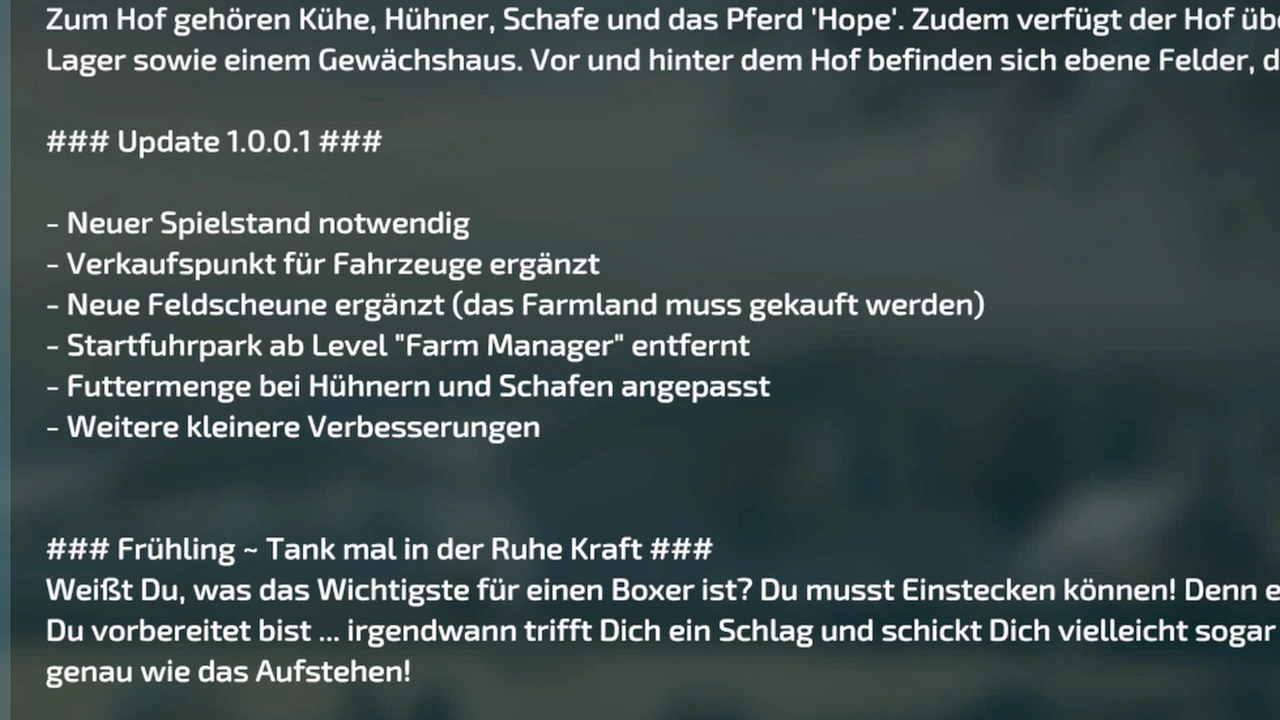 Zum Hof gehören Kühe, Hühner, Schafe und das Pferd 'Hope'. Zudem verfügt der Hof
Lager sowie einem Gewächshaus. Vor und hinter dem Hof befinden sich ebene Felder,
### Update 1.0.0.1 ###
- Neuer Spielstand notwendig
- Verkaufspunkt für Fahrzeuge ergänzt
- Neue Feldscheune ergänzt (das Farmland muss gekauft werden)
- Startfuhrpark ab Level "Farm Manager" entfernt
- Futtermenge bei Hühnern und Schafen angepasst
- Weitere kleinere Verbesserungen
### Frühling ~ Tank mal in der Ruhe Kraft ###
Weißt Du, was das Wichtigste für einen Boxer ist? Du musst Einstecken können! Denn
Du vorbereitet bist ... irgendwann trifft Dich ein Schlag und schickt Dich vielleicht sogar
genau wie das Aufstehen!